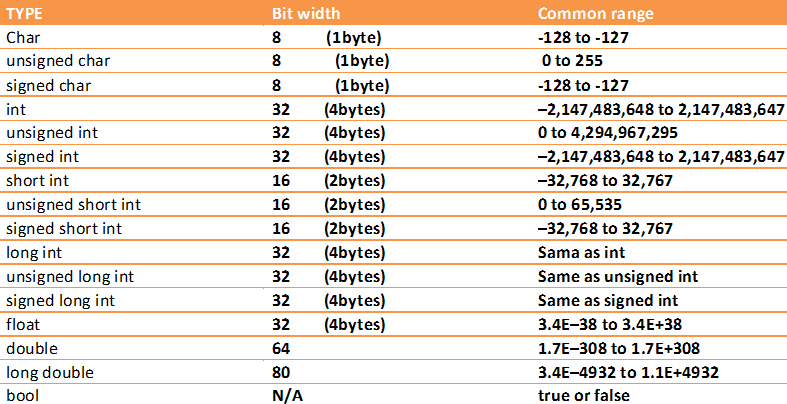 TYPE Bit width Common range
Char 8 (1byte) -128 to -127
unsigned char 8 (1byte) 0 to 255
signed char 8 (1byte) -128 to -127
int 32 (4bytes) –2,147,483,648 to 2,147,483,647
unsigned int 32 (4bytes) 0 to 4,294,967,295
signed int 32 (4bytes) –2,147,483,648 to 2,147,483,647
short int 16 (2bytes) –32,768 to 32,767
unsigned short int 16 (2bytes) 0 to 65,535
signed short int 16 (2bytes) –32,768 to 32,767
long int 32 (4bytes) Sama as int
unsigned long int 32 (4bytes) Same as unsigned int
signed long int 32 (4bytes) Same as signed int
float 32 (4bytes) 3.4E–38 to 3.4E+38
double 64 1.7E–308 to 1.7E+308
long double 80 3.4E–4932 to 1.1E+4932
bool N/A true or false